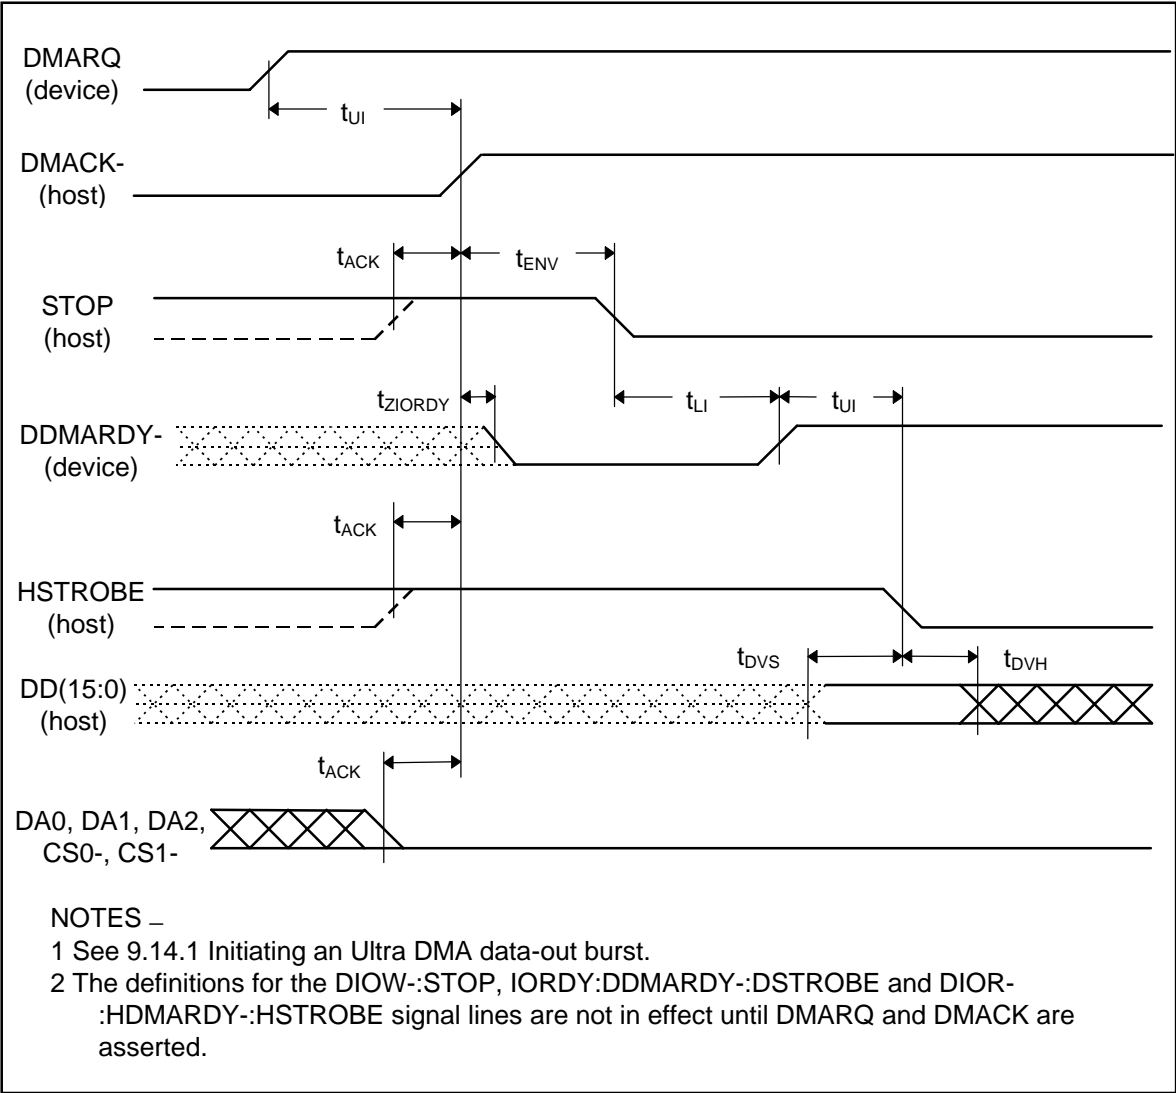 DMARQ
(device)
tUI
DMACK-
(host)
tACK
tENV
STOP
(host)
tZIORDY
tLI
tUI
DDMARDY-
(device)
tACK
HSTROBE
(host)
tDVS
tDVH
DD(15:0)
(host)
tACK
DA0, DA1, DA2,
CS0-, CS1-
NOTES –
1 See 9.14.1 Initiating an Ultra DMA data-out burst.
2 The definitions for the DIOW-:STOP, IORDY:DDMARDY-:DSTROBE and DIOR-
:HDMARDY-:HSTROBE signal lines are not in effect until DMARQ and DMACK are
asserted.